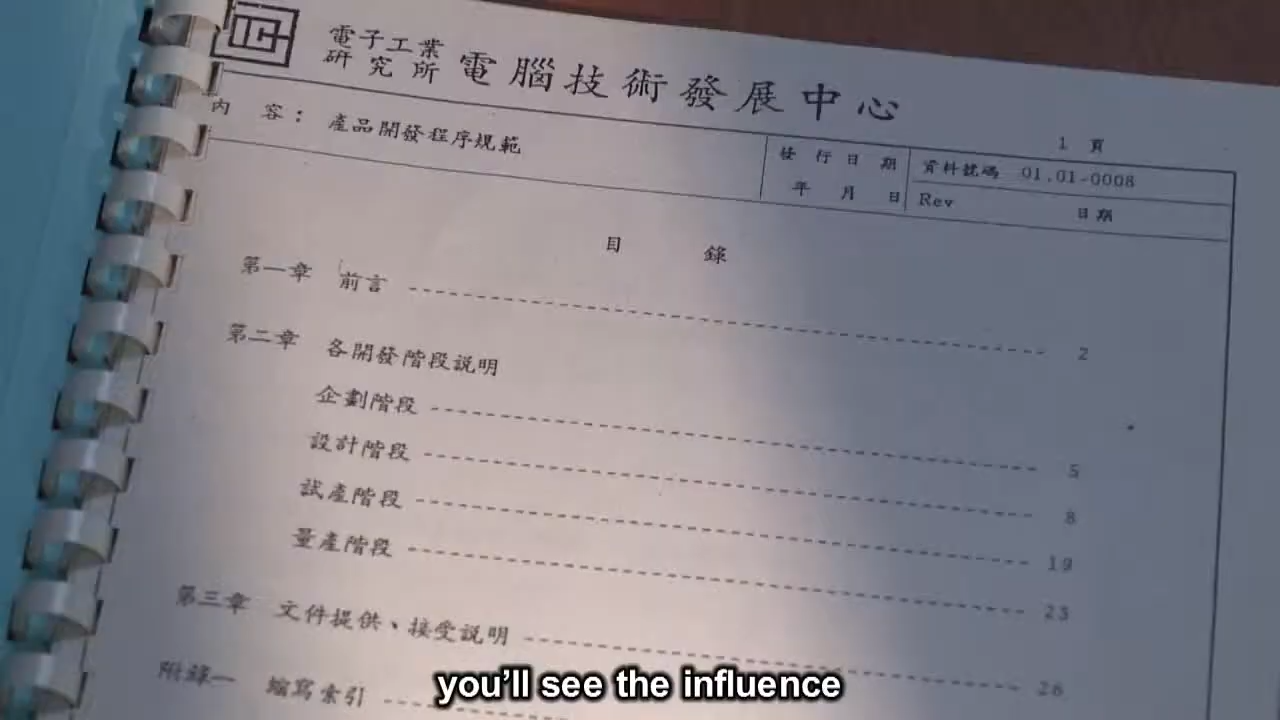 電子工業
研究所 電腦技術發展中心
1 頁
內 容： 產品開發程序規範
發行日期
年 月 日
資料號碼 01.01-0008
Rev 日期
目 錄
第一章 前言 ------------------------------ 2
第二章 各開發階段說明
企劃階段 ------------------------------ 5
設計階段 ------------------------------ 8
試產階段 ------------------------------ 19
量產階段 ------------------------------ 23
第三章 文件提供、接受說明 ------------------------------ 26
附錄一 縮寫索引 ------------------------------
you'll see the influence